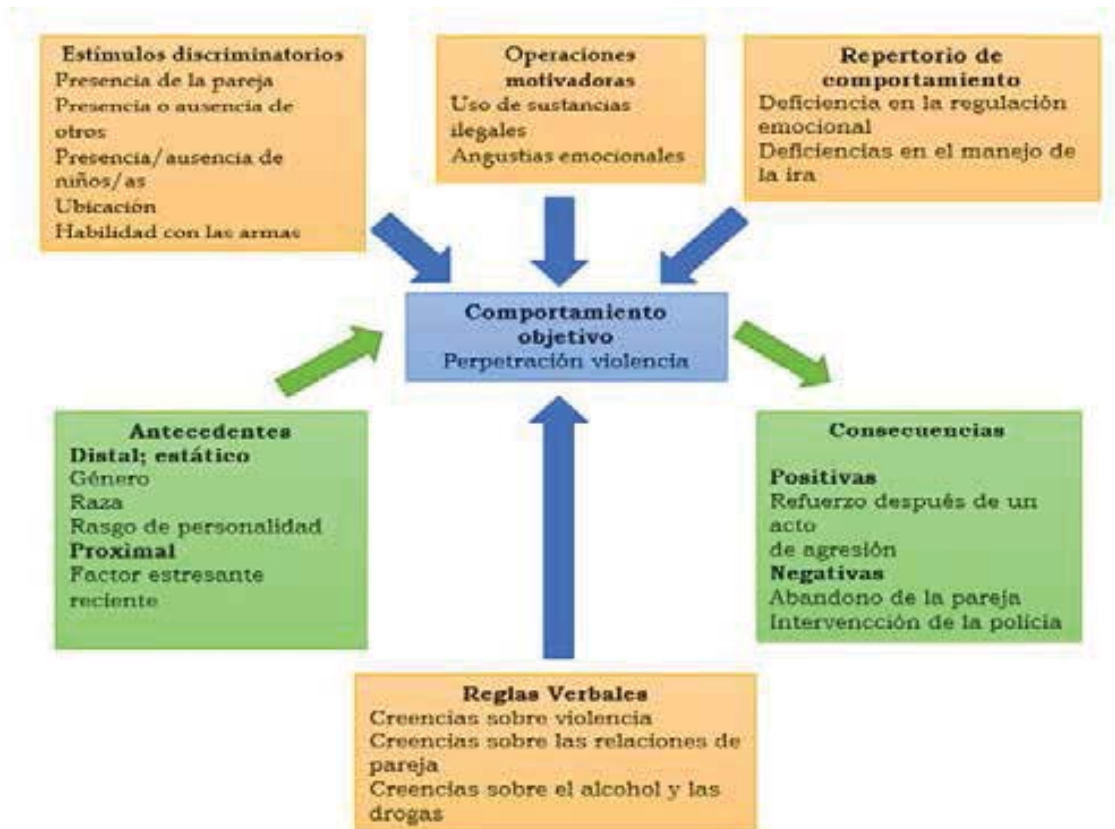 Estímulos discriminatorios
Presencia de la pareja
Presencia o ausencia de
otros
Presencia/ausencia de
niños/as
Ubicación
Habilidad con las armas
Operaciones
motivadoras
Uso de sustancias
ilegales
Angustias emocionales
Repertorio de
comportamiento
Deficiencia en la regulación
emocional
Deficiencias en el manejo de
la ira
Comportamiento
objetivo
Perpetración violencia
Antecedentes
Distal; estático
Género
Raza
Rasgo de personalidad
Proximal
Factor estresante
reciente
Consecuencias
Positivas
Refuerzo después de un
acto
de agresión
Negativas
Abandono de la pareja
Intervencción de la policia
Reglas Verbales
Creencias sobre violencia
Creencias sobre las relaciones de
pareja
Creencias sobre el alcohol y las
drogas